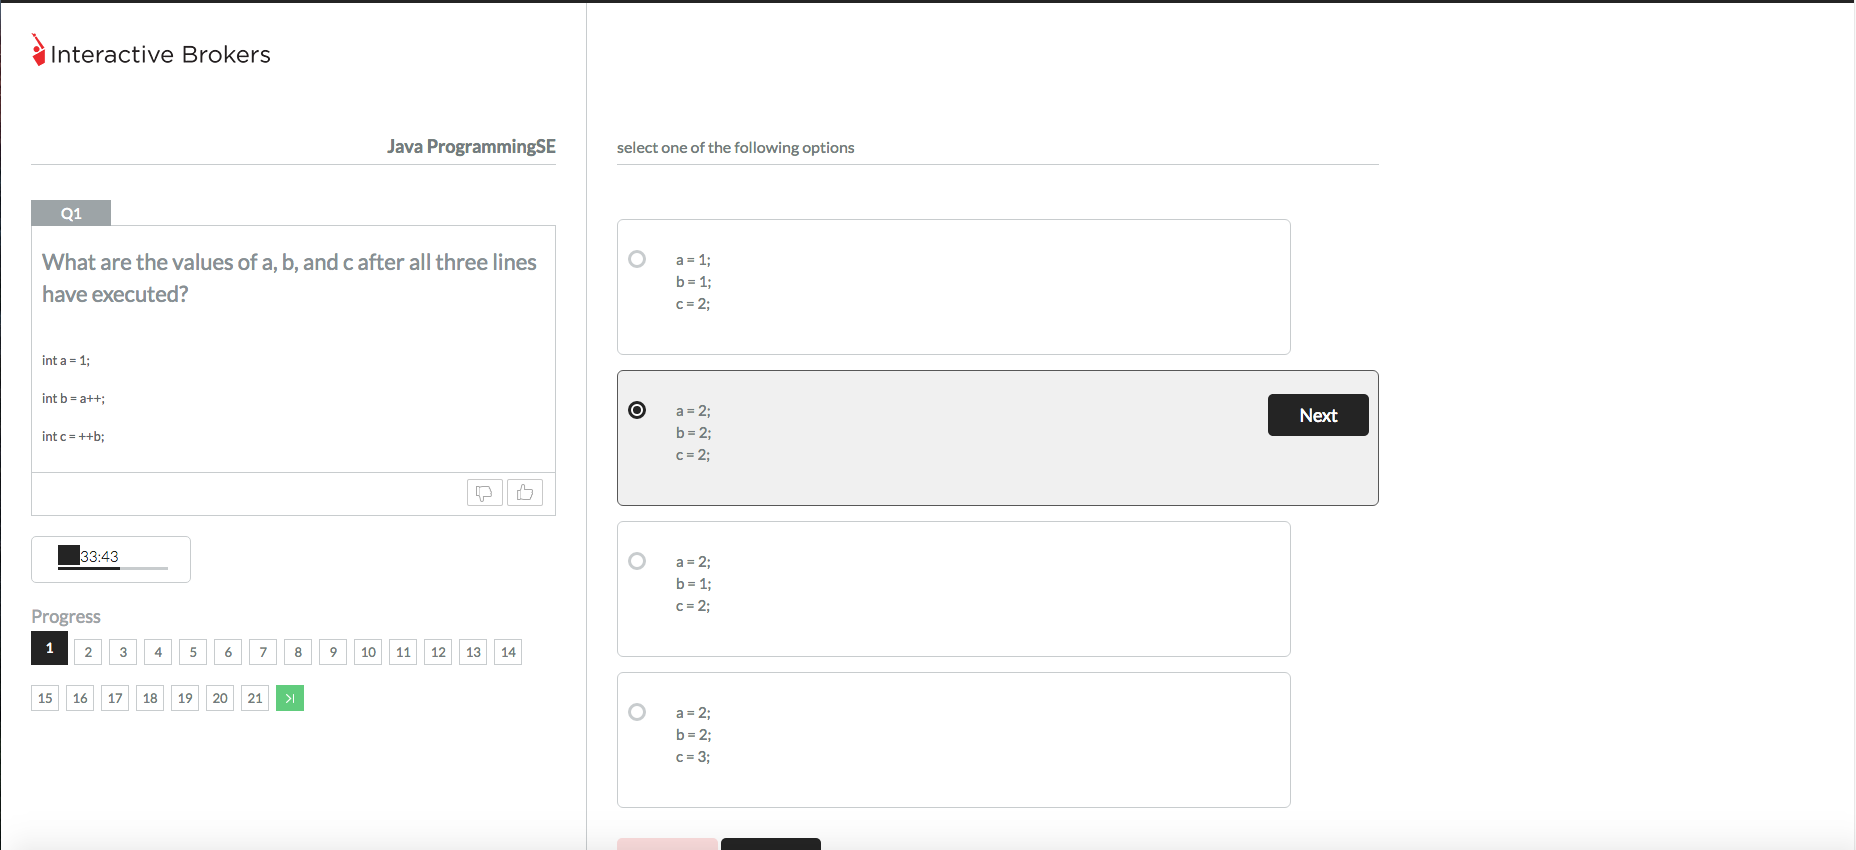 Interactive Brokers
Java ProgrammingSE
Q1
What are the values of a, b, and c after all three lines
have executed?
int a = 1;
int b = a++;
int c = ++b;
33:43
Progress
1 2 3 4 5 6 7 8 9 10 11 12 13 14
15 16 17 18 19 20 21
select one of the following options
a = 1;
b = 1;
c = 2;
a = 2;
b = 2;
c = 2;
Next
a = 2;
b = 1;
c = 2;
a = 2;
b = 2;
c = 3;